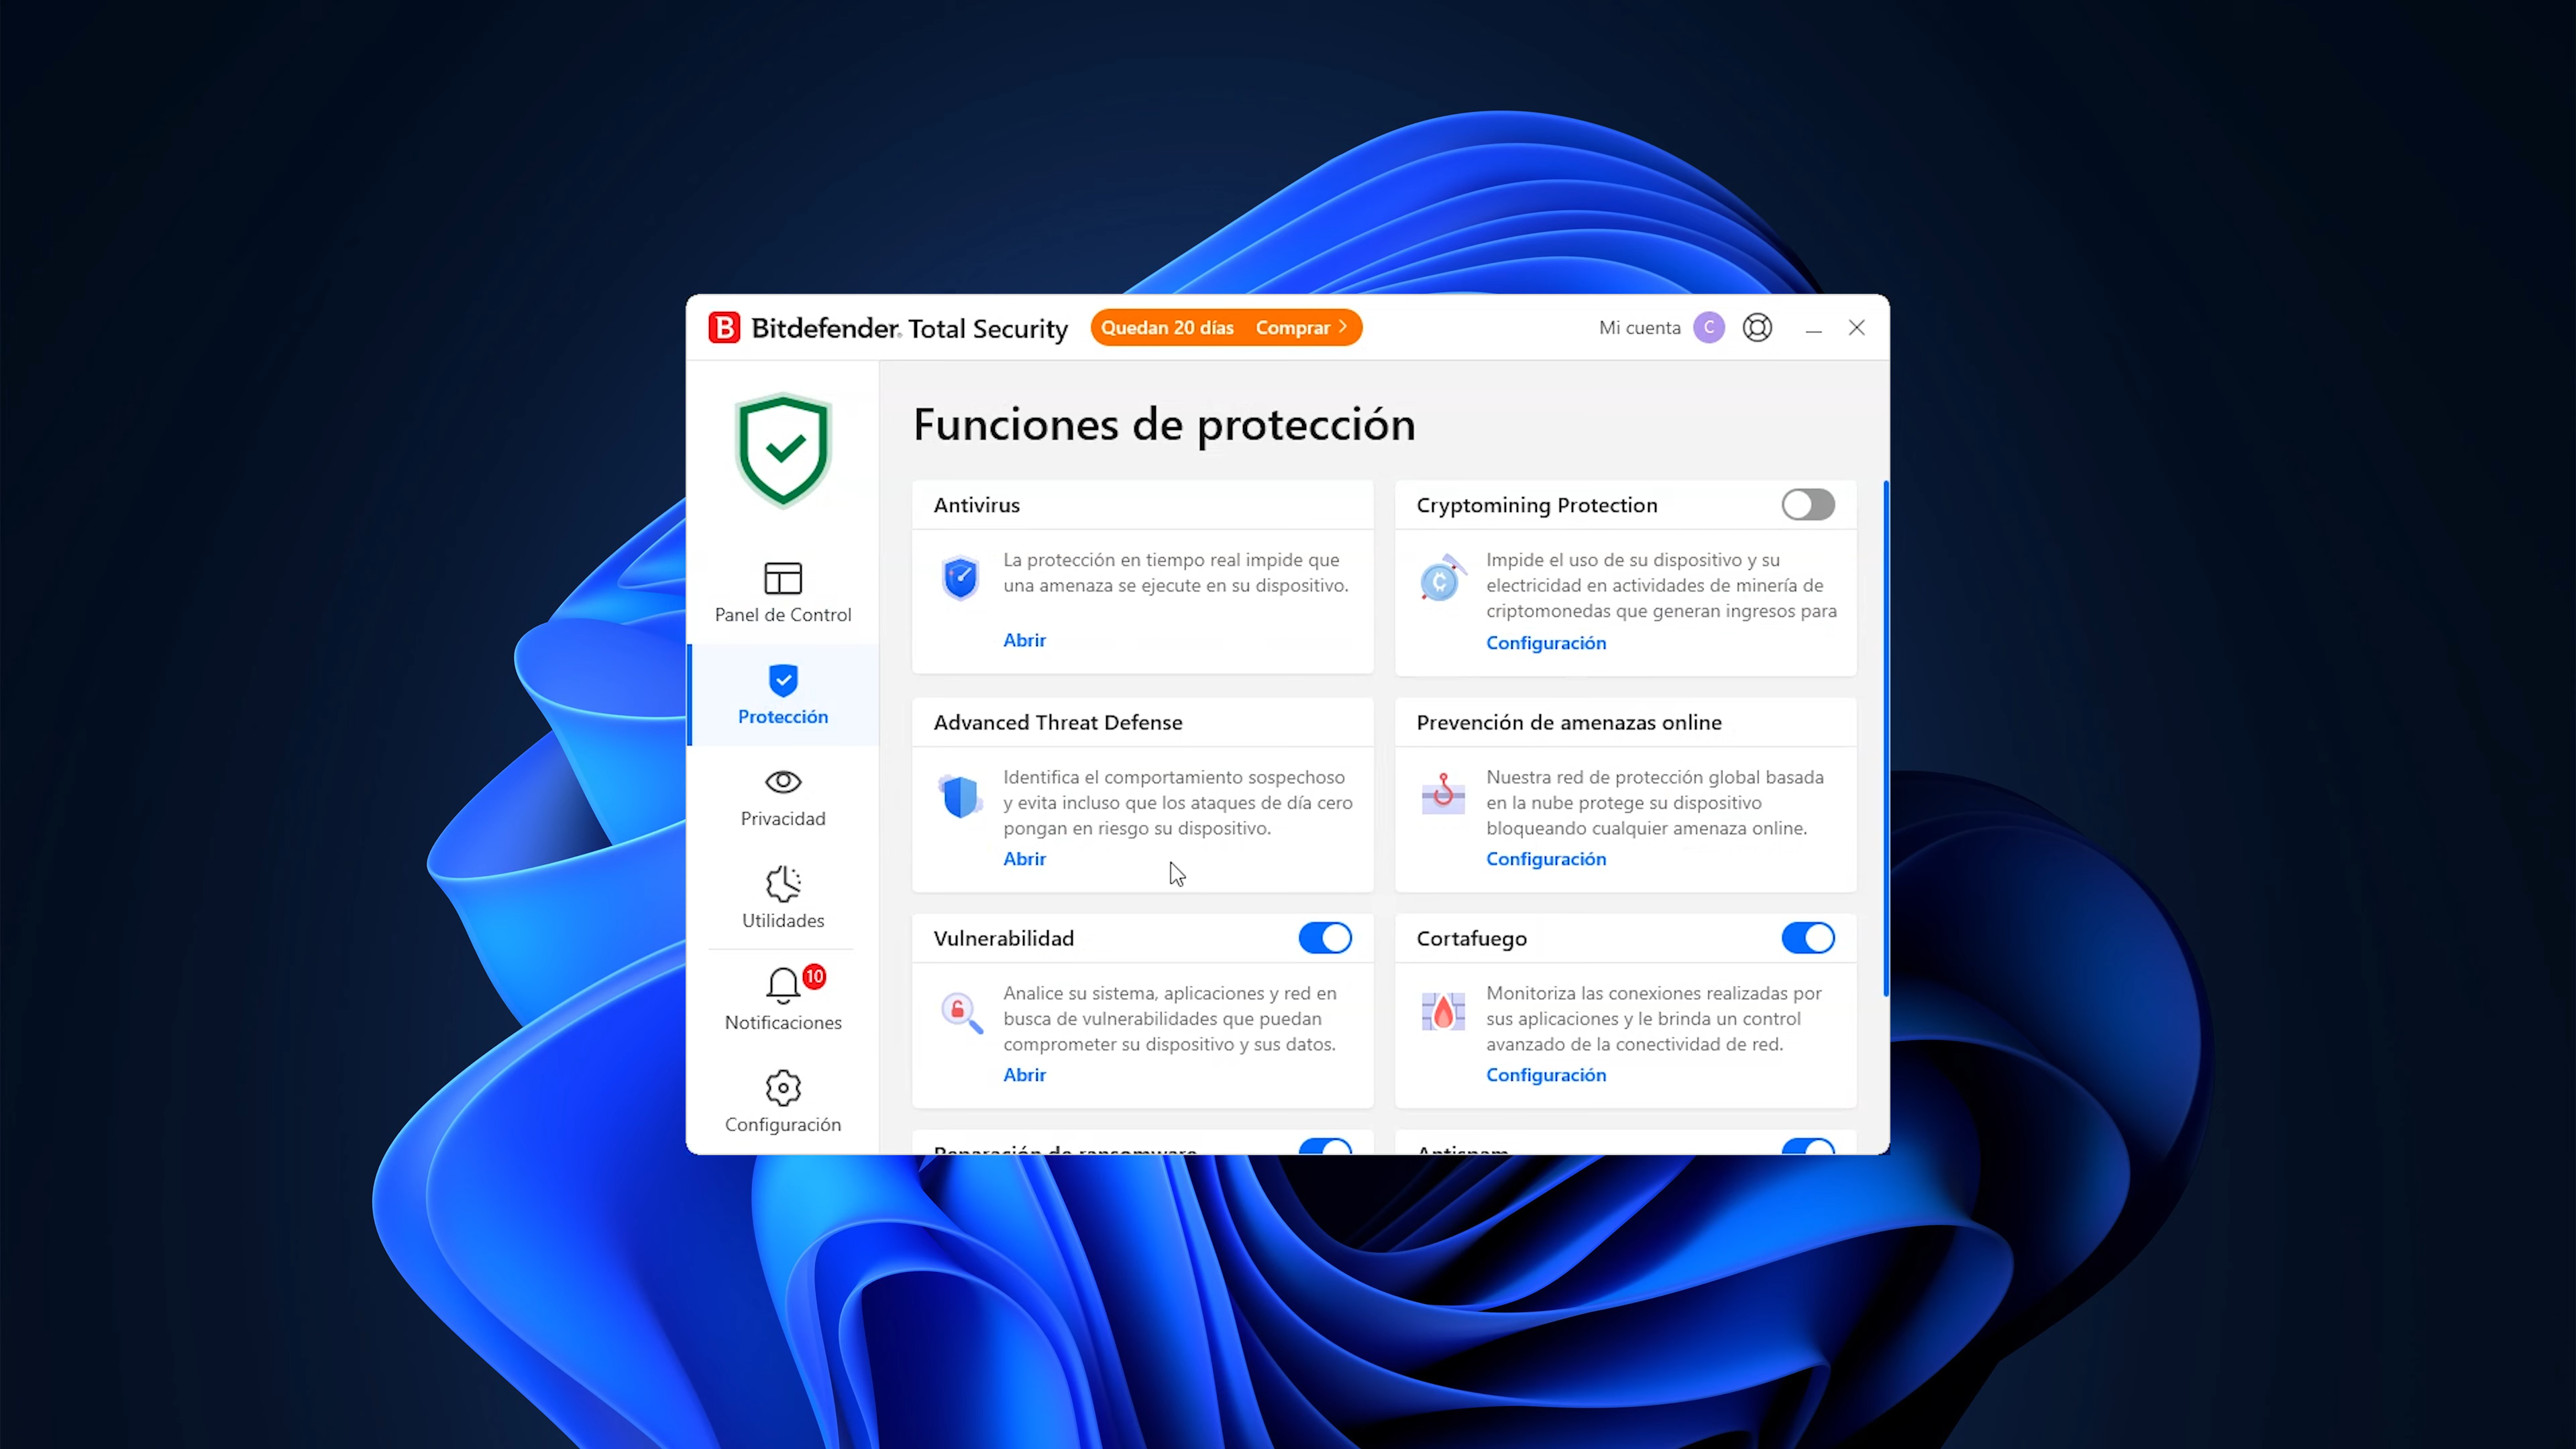 Bitdefender Total Security
Quedan 20 días Comprar
Mi cuenta C
Panel de Control
Protección
Privacidad
Utilidades
10
Notificaciones
Configuración
Funciones de protección
Antivirus
La protección en tiempo real impide que
una amenaza se ejecute en su dispositivo.
Abrir
Cryptomining Protection
Impide el uso de su dispositivo y su
electricidad en actividades de minería de
criptomonedas que generan ingresos para
Configuración
Advanced Threat Defense
Identifica el comportamiento sospechoso
y evita incluso que los ataques de día cero
pongan en riesgo su dispositivo.
Abrir
Prevención de amenazas online
Nuestra red de protección global basada
en la nube protege su dispositivo
bloqueando cualquier amenaza online.
Configuración
Vulnerabilidad
Analice su sistema, aplicaciones y red en
busca de vulnerabilidades que puedan
comprometer su dispositivo y sus datos.
Abrir
Cortafuego
Monitoriza las conexiones realizadas por
sus aplicaciones y le brinda un control
avanzado de la conectividad de red.
Configuración
Reparación de ransomware
Antispam